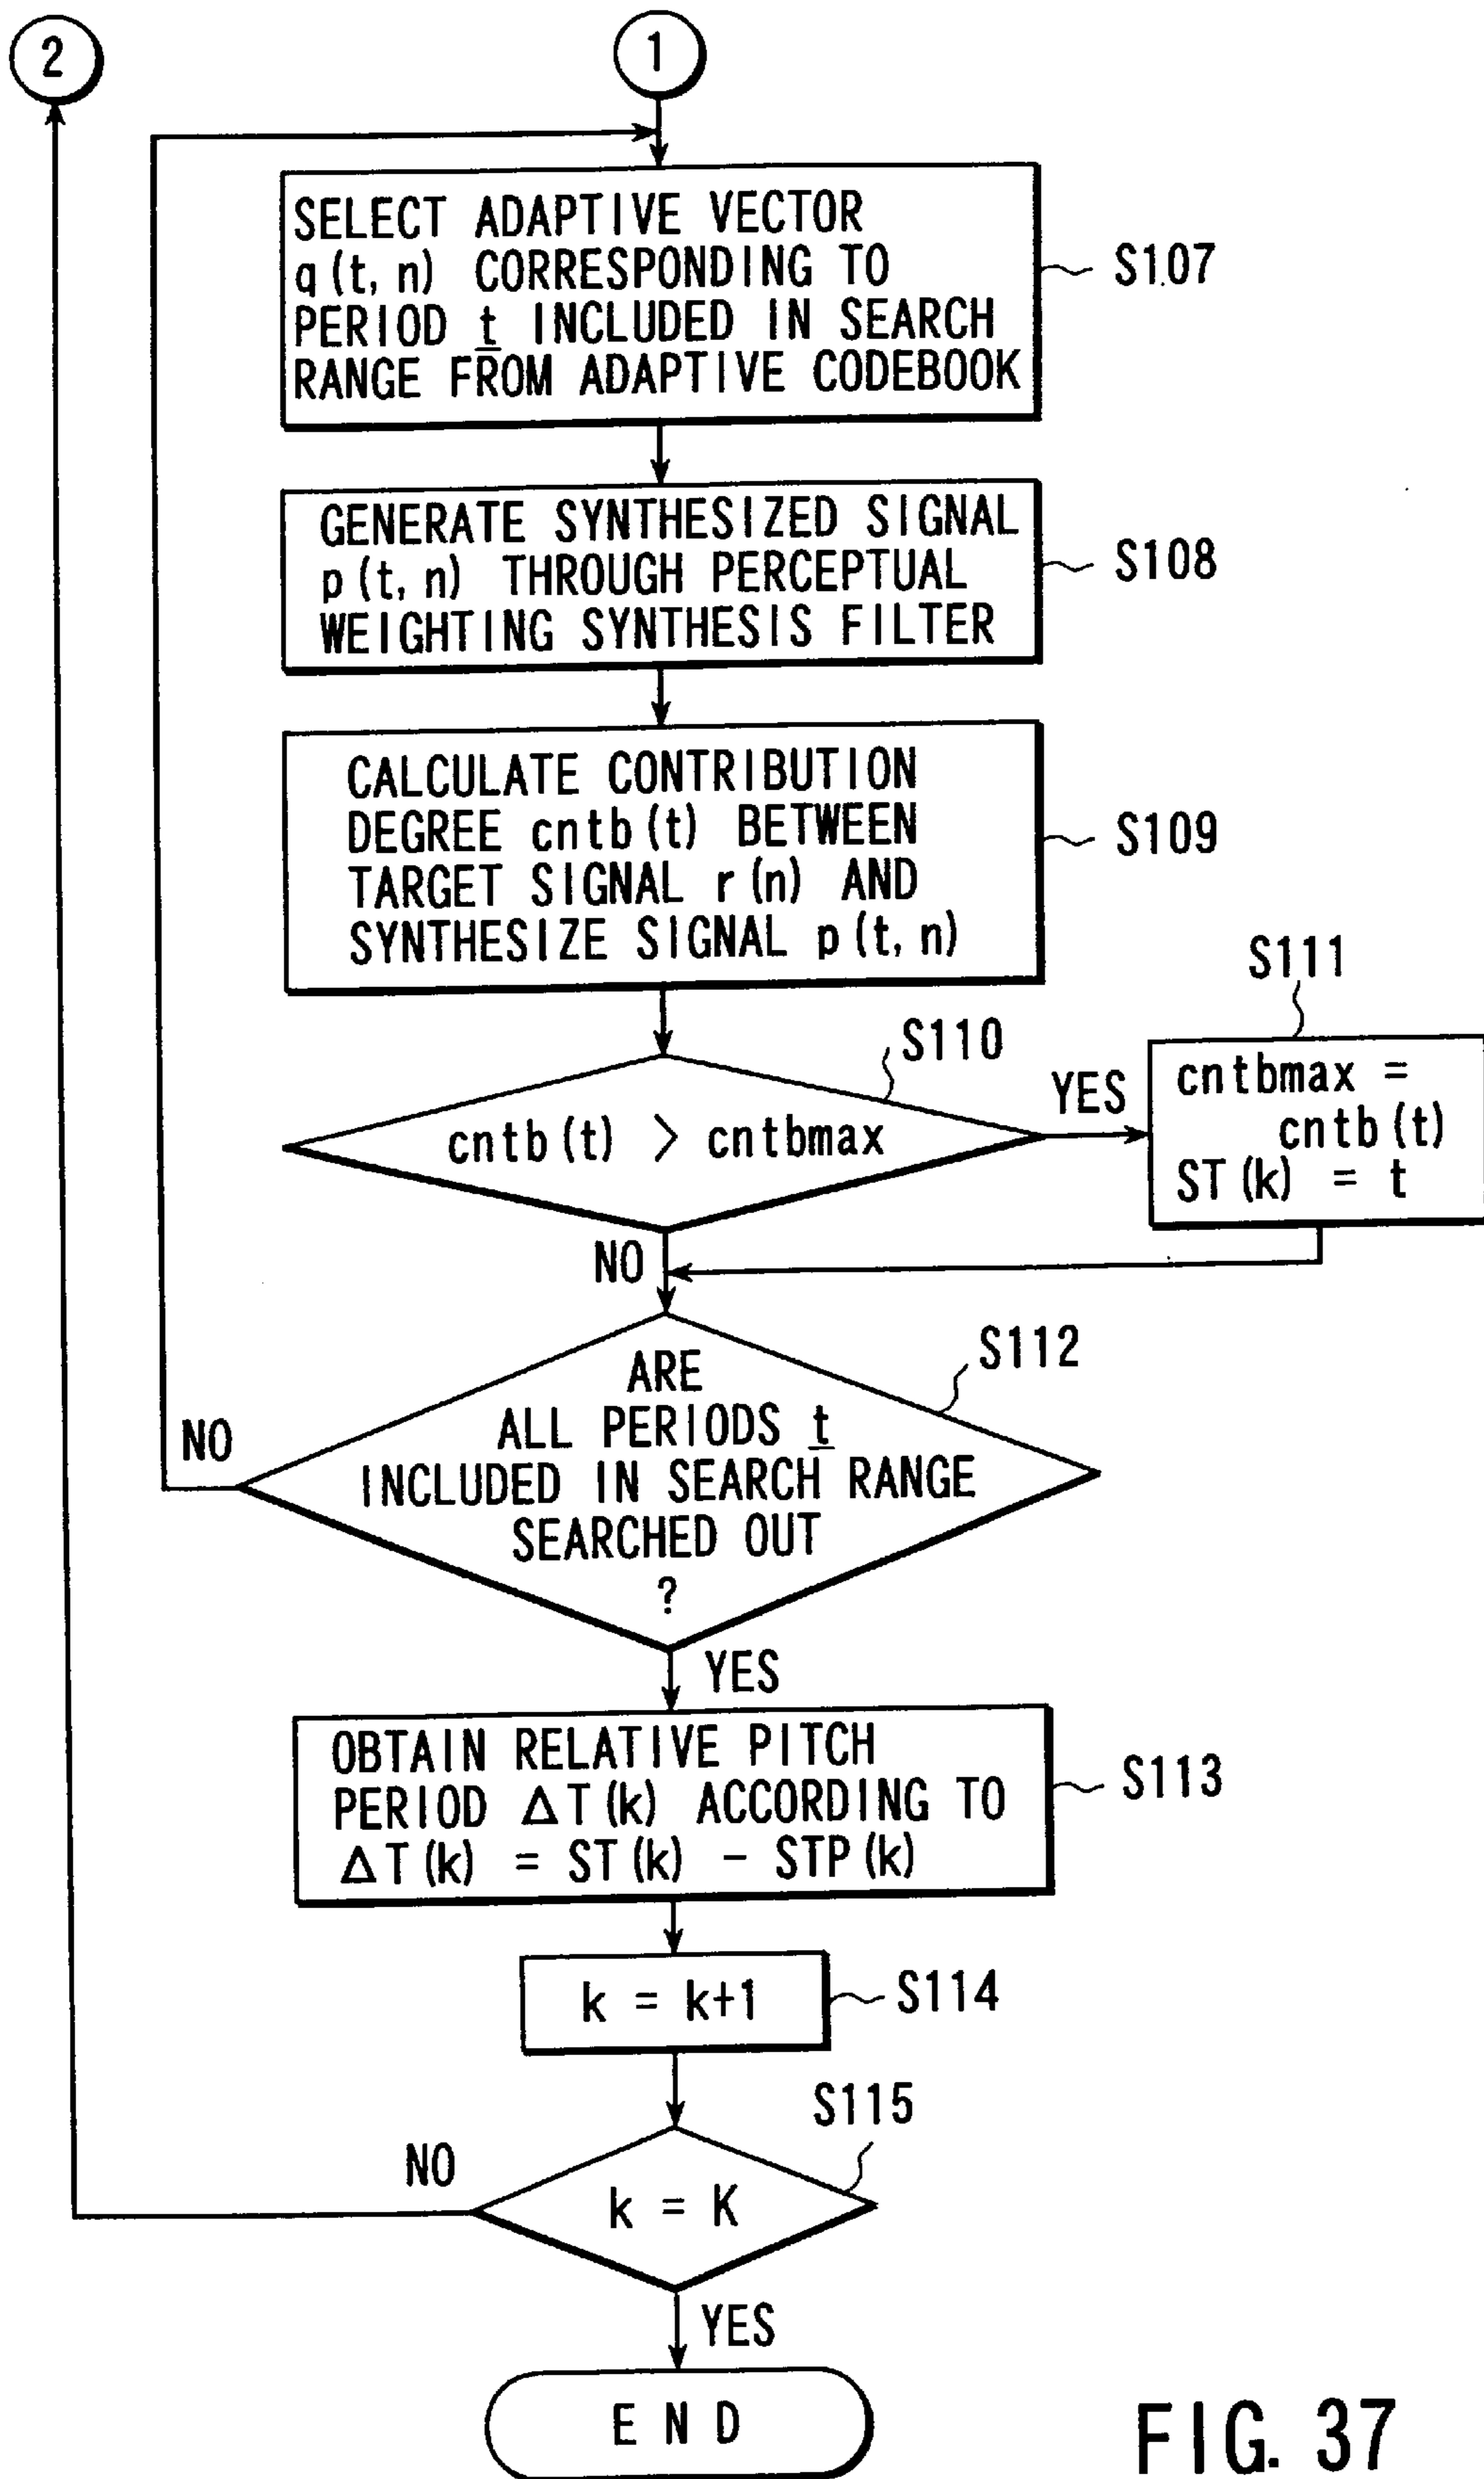 2
1
SELECT ADAPTIVE VECTOR
q(t,n) CORRESPONDING TO
PERIOD t INCLUDED IN SEARCH
RANGE FROM ADAPTIVE CODEBOOK
S107
GENERATE SYNTHESIZED SIGNAL
p(t,n) THROUGH PERCEPTUAL
WEIGHTING SYNTHESIS FILTER
S108
CALCULATE CONTRIBUTION
DEGREE cntb(t) BETWEEN
TARGET SIGNAL r(n) AND
SYNTHESIZE SIGNAL p(t,n)
S109
S110
cntb(t) > cntbmax
YES
S111
cntbmax =
cntb(t)
ST(k) = t
NO
S112
ARE
ALL PERIODS t
INCLUDED IN SEARCH RANGE
SEARCHED OUT
?
NO
YES
OBTAIN RELATIVE PITCH
PERIOD ΔT(k) ACCORDING TO
ΔT(k) = ST(k) - STP(k)
S113
k = k+1
S114
S115
NO
k = K
YES
END
FIG. 37